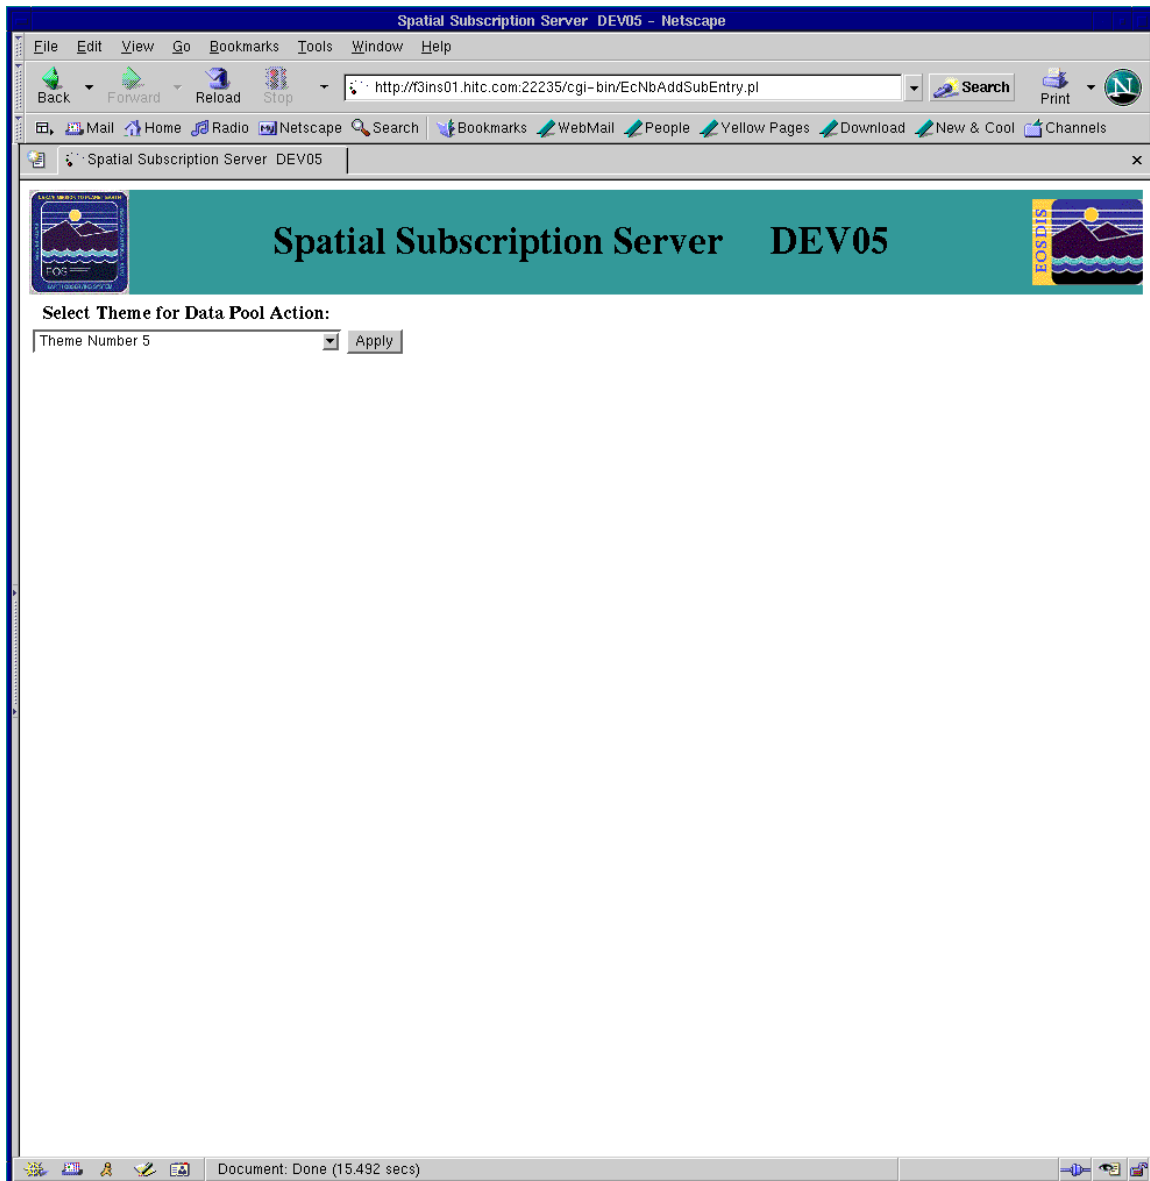 Spatial Subscription Server DEV05 - Netscape
File Edit View Go Bookmarks Tools Window Help
Back Forward Reload Stop http://f3ins01.hitc.com:22235/cgi-bin/EcNbAddSubEntry.pl Search Print N
Mail Home Radio Netscape Search Bookmarks WebMail People Yellow Pages Download New & Cool Channels
Spatial Subscription Server DEV05
EOS
Spatial Subscription Server DEV05
EOSDIS
Select Theme for Data Pool Action:
Theme Number 5 Apply
Document: Done (15.492 secs)